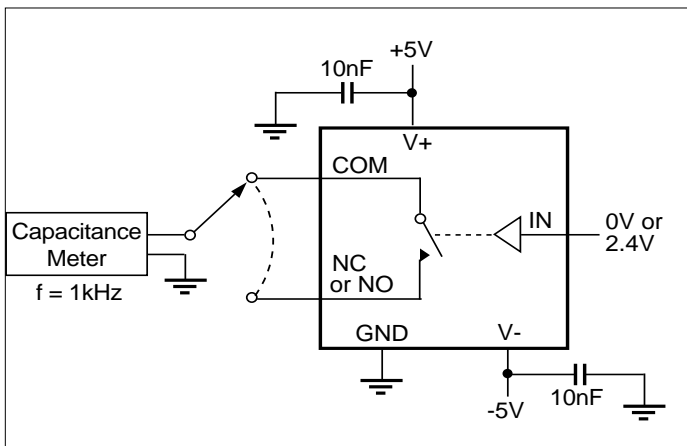 +5V
10nF
V+
COM
IN
0V or
2.4V
Capacitance
Meter
f = 1kHz
NC
or NO
GND
V-
-5V
10nF